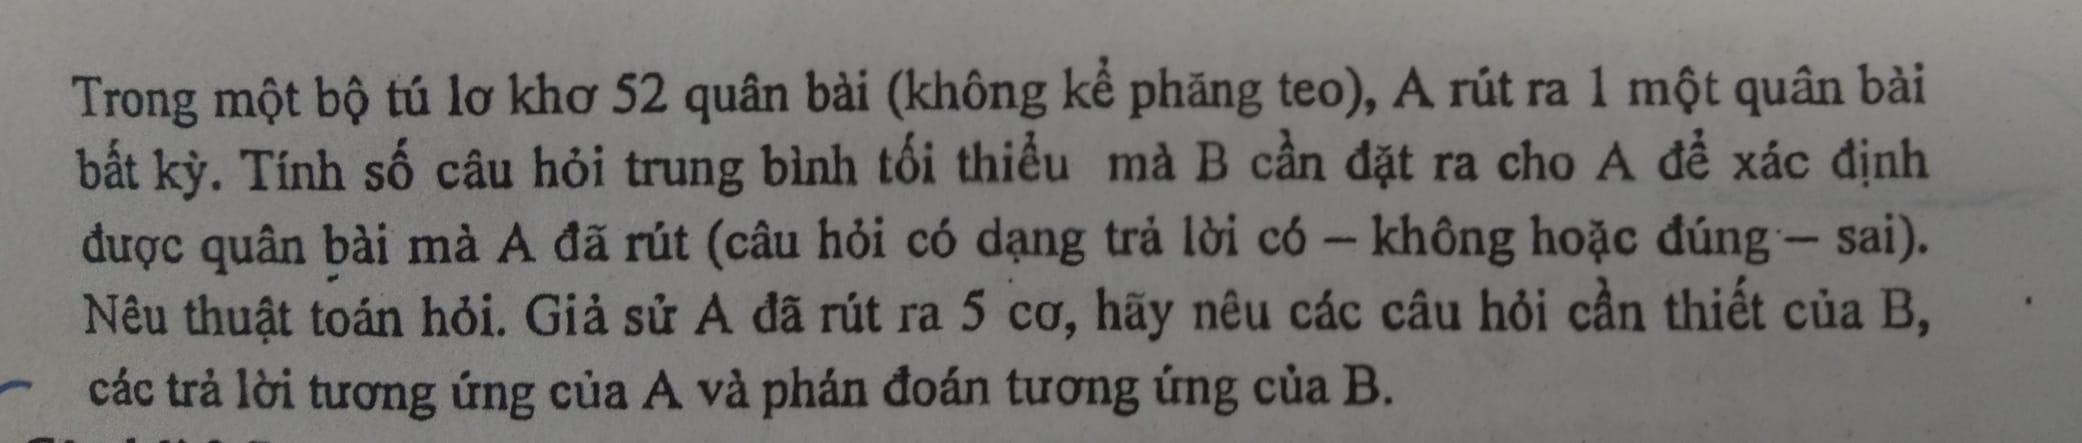 Trong một bộ tú lơ khơ 52 quân bài (không kể phăng teo), A rút ra 1 một quân bài
bất kỳ. Tính số câu hỏi trung bình tối thiểu mà B cần đặt ra cho A để xác định
được quân bài mà A đã rút (câu hỏi có dạng trả lời có – không hoặc đúng – sai).
Nêu thuật toán hỏi. Giả sử A đã rút ra 5 cơ, hãy nêu các câu hỏi cần thiết của B,
các trả lời tương ứng của A và phán đoán tương ứng của B.